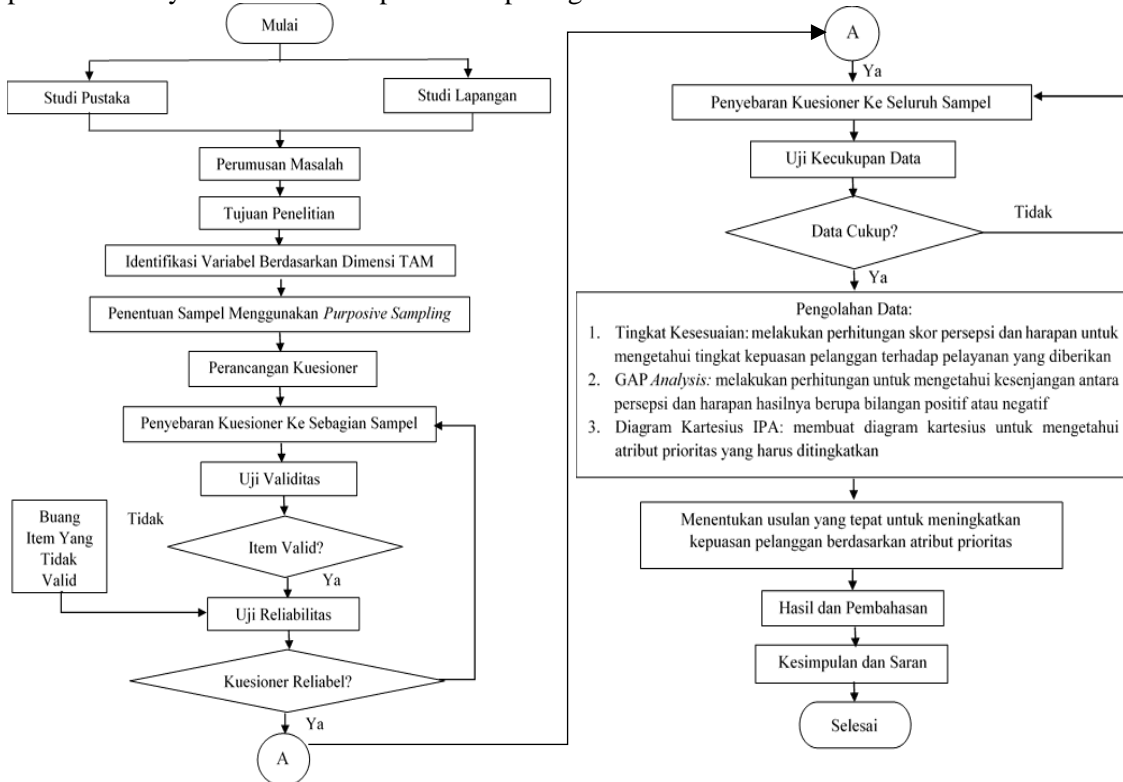 Mulai
Studi Pustaka
Studi Lapangan
Perumusan Masalah
Tujuan Penelitian
Identifikasi Variabel Berdasarkan Dimensi TAM
Penentuan Sampel Menggunakan Purposive Sampling
Perancangan Kuesioner
Penyebaran Kuesioner Ke Sebagian Sampel
Uji Validitas
Buang
Item Yang
Tidak
Valid
Tidak
Item Valid?
Ya
Uji Reliabilitas
Kuesioner Reliabel?
Ya
A
A
Ya
Penyebaran Kuesioner Ke Seluruh Sampel
Uji Kecukupan Data
Data Cukup?
Tidak
Ya
Pengolahan Data:
1. Tingkat Kesesuaian: melakukan perhitungan skor persepsi dan harapan untuk
mengetahui tingkat kepuasan pelanggan terhadap pelayanan yang diberikan
2. GAP Analysis: melakukan perhitungan untuk mengetahui kesenjangan antara
persepsi dan harapan hasilnya berupa bilangan positif atau negatif
3. Diagram Kartesius IPA: membuat diagram kartesius untuk mengetahui
atribut prioritas yang harus ditingkatkan
Menentukan usulan yang tepat untuk meningkatkan
kepuasan pelanggan berdasarkan atribut prioritas
Hasil dan Pembahasan
Kesimpulan dan Saran
Selesai